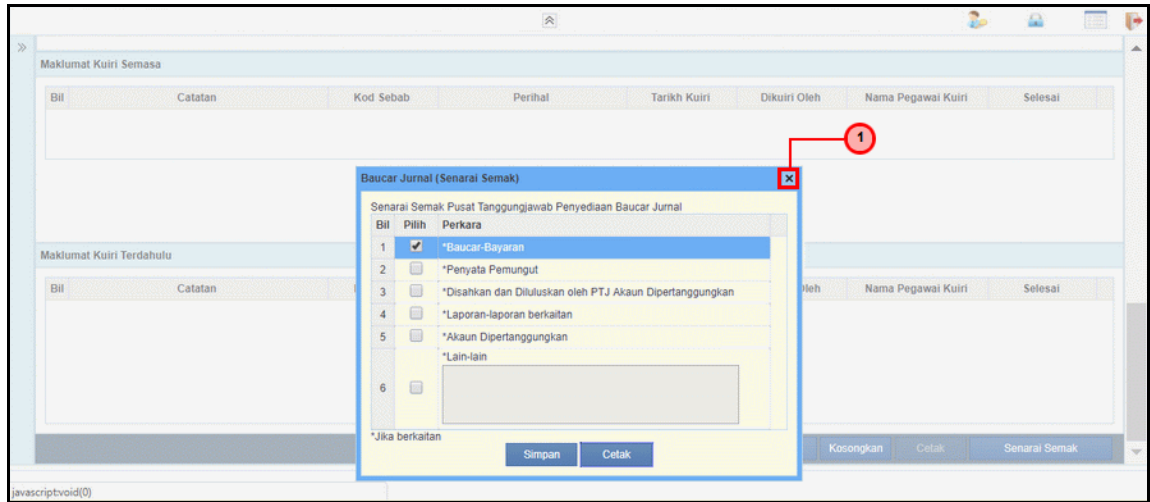 Maklumat Kuiri Semasa
Bil Catatan Kod Sebab Perihal Tarikh Kuiri Dikuiri Oleh Nama Pegawai Kuiri Selesai
1
Baucar Jurnal (Senarai Semak)
Senarai Semak Pusat Tanggungjawab Penyediaan Baucar Jurnal
Bil Pilih Perkara
1 *Baucar-Bayaran
2 *Penyata Pemungut
3 *Disahkan dan Diluluskan oleh PTJ Akaun Dipertanggungkan
4 *Laporan-laporan berkaitan
5 *Akaun Dipertanggungkan
6 *Lain-lain
*Jika berkaitan
Simpan Cetak
Maklumat Kuiri Terdahulu
Bil Catatan Oleh Nama Pegawai Kuiri Selesai
Kosongkan Cetak Senarai Semak
javascript:void(0)